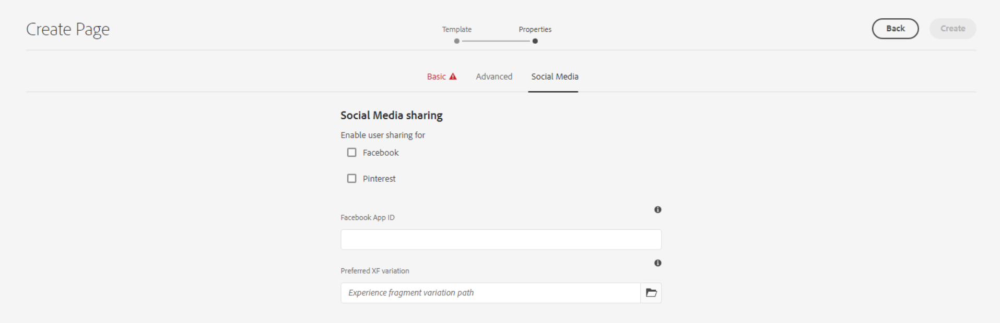 Create Page
Template Properties
Back Create
Basic Advanced Social Media
Social Media sharing
Enable user sharing for
Facebook
Pinterest
Facebook App ID
Preferred XF variation
Experience fragment variation path